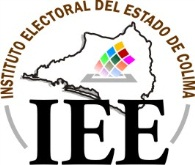 INSTITUTO ELECTORAL DEL ESTADO DE COLIMA
IEE